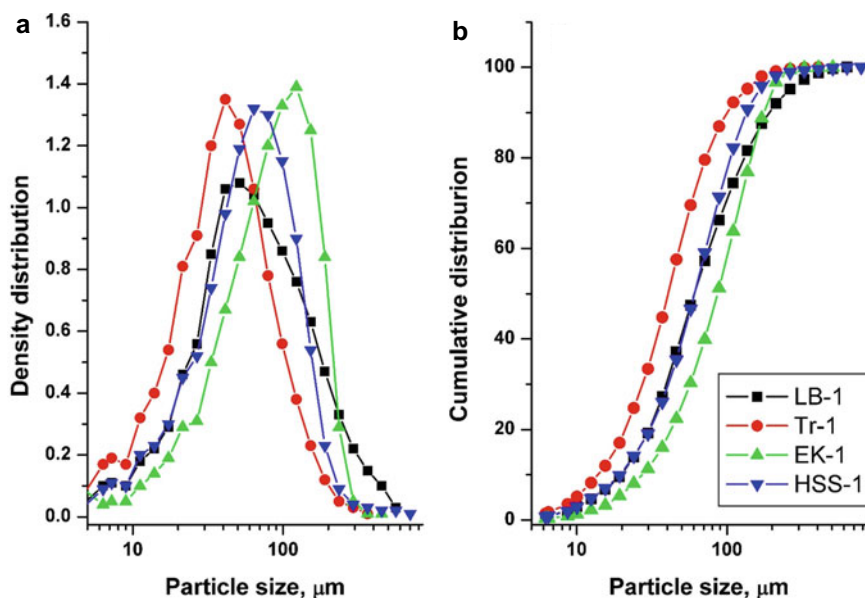 a
1.6
1.4
1.2
1.0
0.8
0.6
0.4
0.2
0.0
Density distribution
10
100
Particle size, μm
b
100
80
60
40
20
0
Cumulative distriburion
10
100
Particle size, μm
LB-1
Tr-1
EK-1
HSS-1